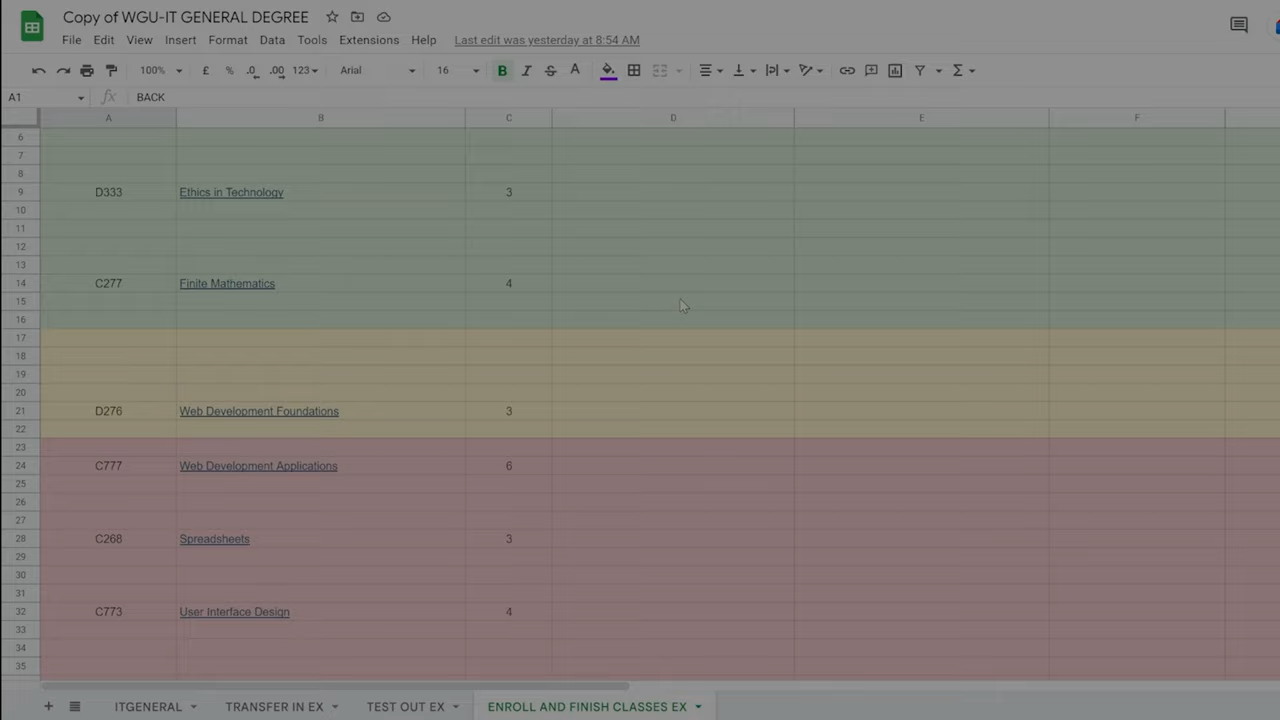 Copy of WGU-IT GENERAL DEGREE
File Edit View Insert Format Data Tools Extensions Help Last edit was yesterday at 8:54 AM
100% £ % .0 .00 123 Arial 16 B I S A Σ
A1 fx BACK
A B C D E F
6
7
8
9 D333 Ethics in Technology 3
10
11
12
13
14 C277 Finite Mathematics 4
15
16
17
18
19
20
21 D276 Web Development Foundations 3
22
23
24 C777 Web Development Applications 6
25
26
27
28 C268 Spreadsheets 3
29
30
31
32 C773 User Interface Design 4
33
34
35
+ ITGENERAL TRANSFER IN EX TEST OUT EX ENROLL AND FINISH CLASSES EX